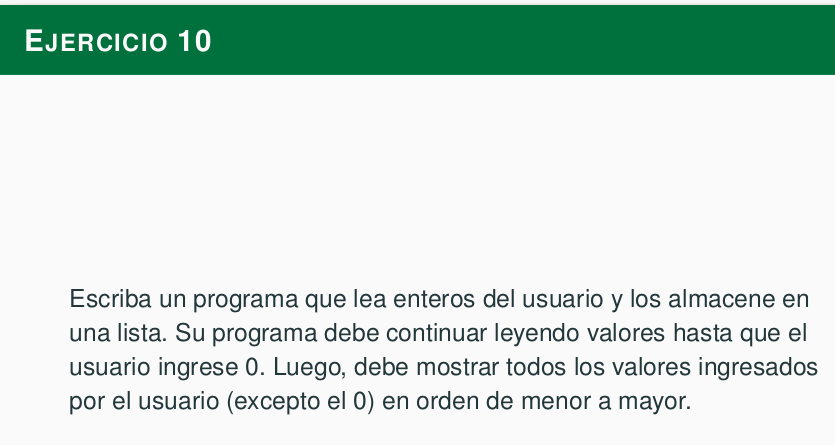 EJERCICIO 10
Escriba un programa que lea enteros del usuario y los almacene en
una lista. Su programa debe continuar leyendo valores hasta que el
usuario ingrese 0. Luego, debe mostrar todos los valores ingresados
por el usuario (excepto el 0) en orden de menor a mayor.